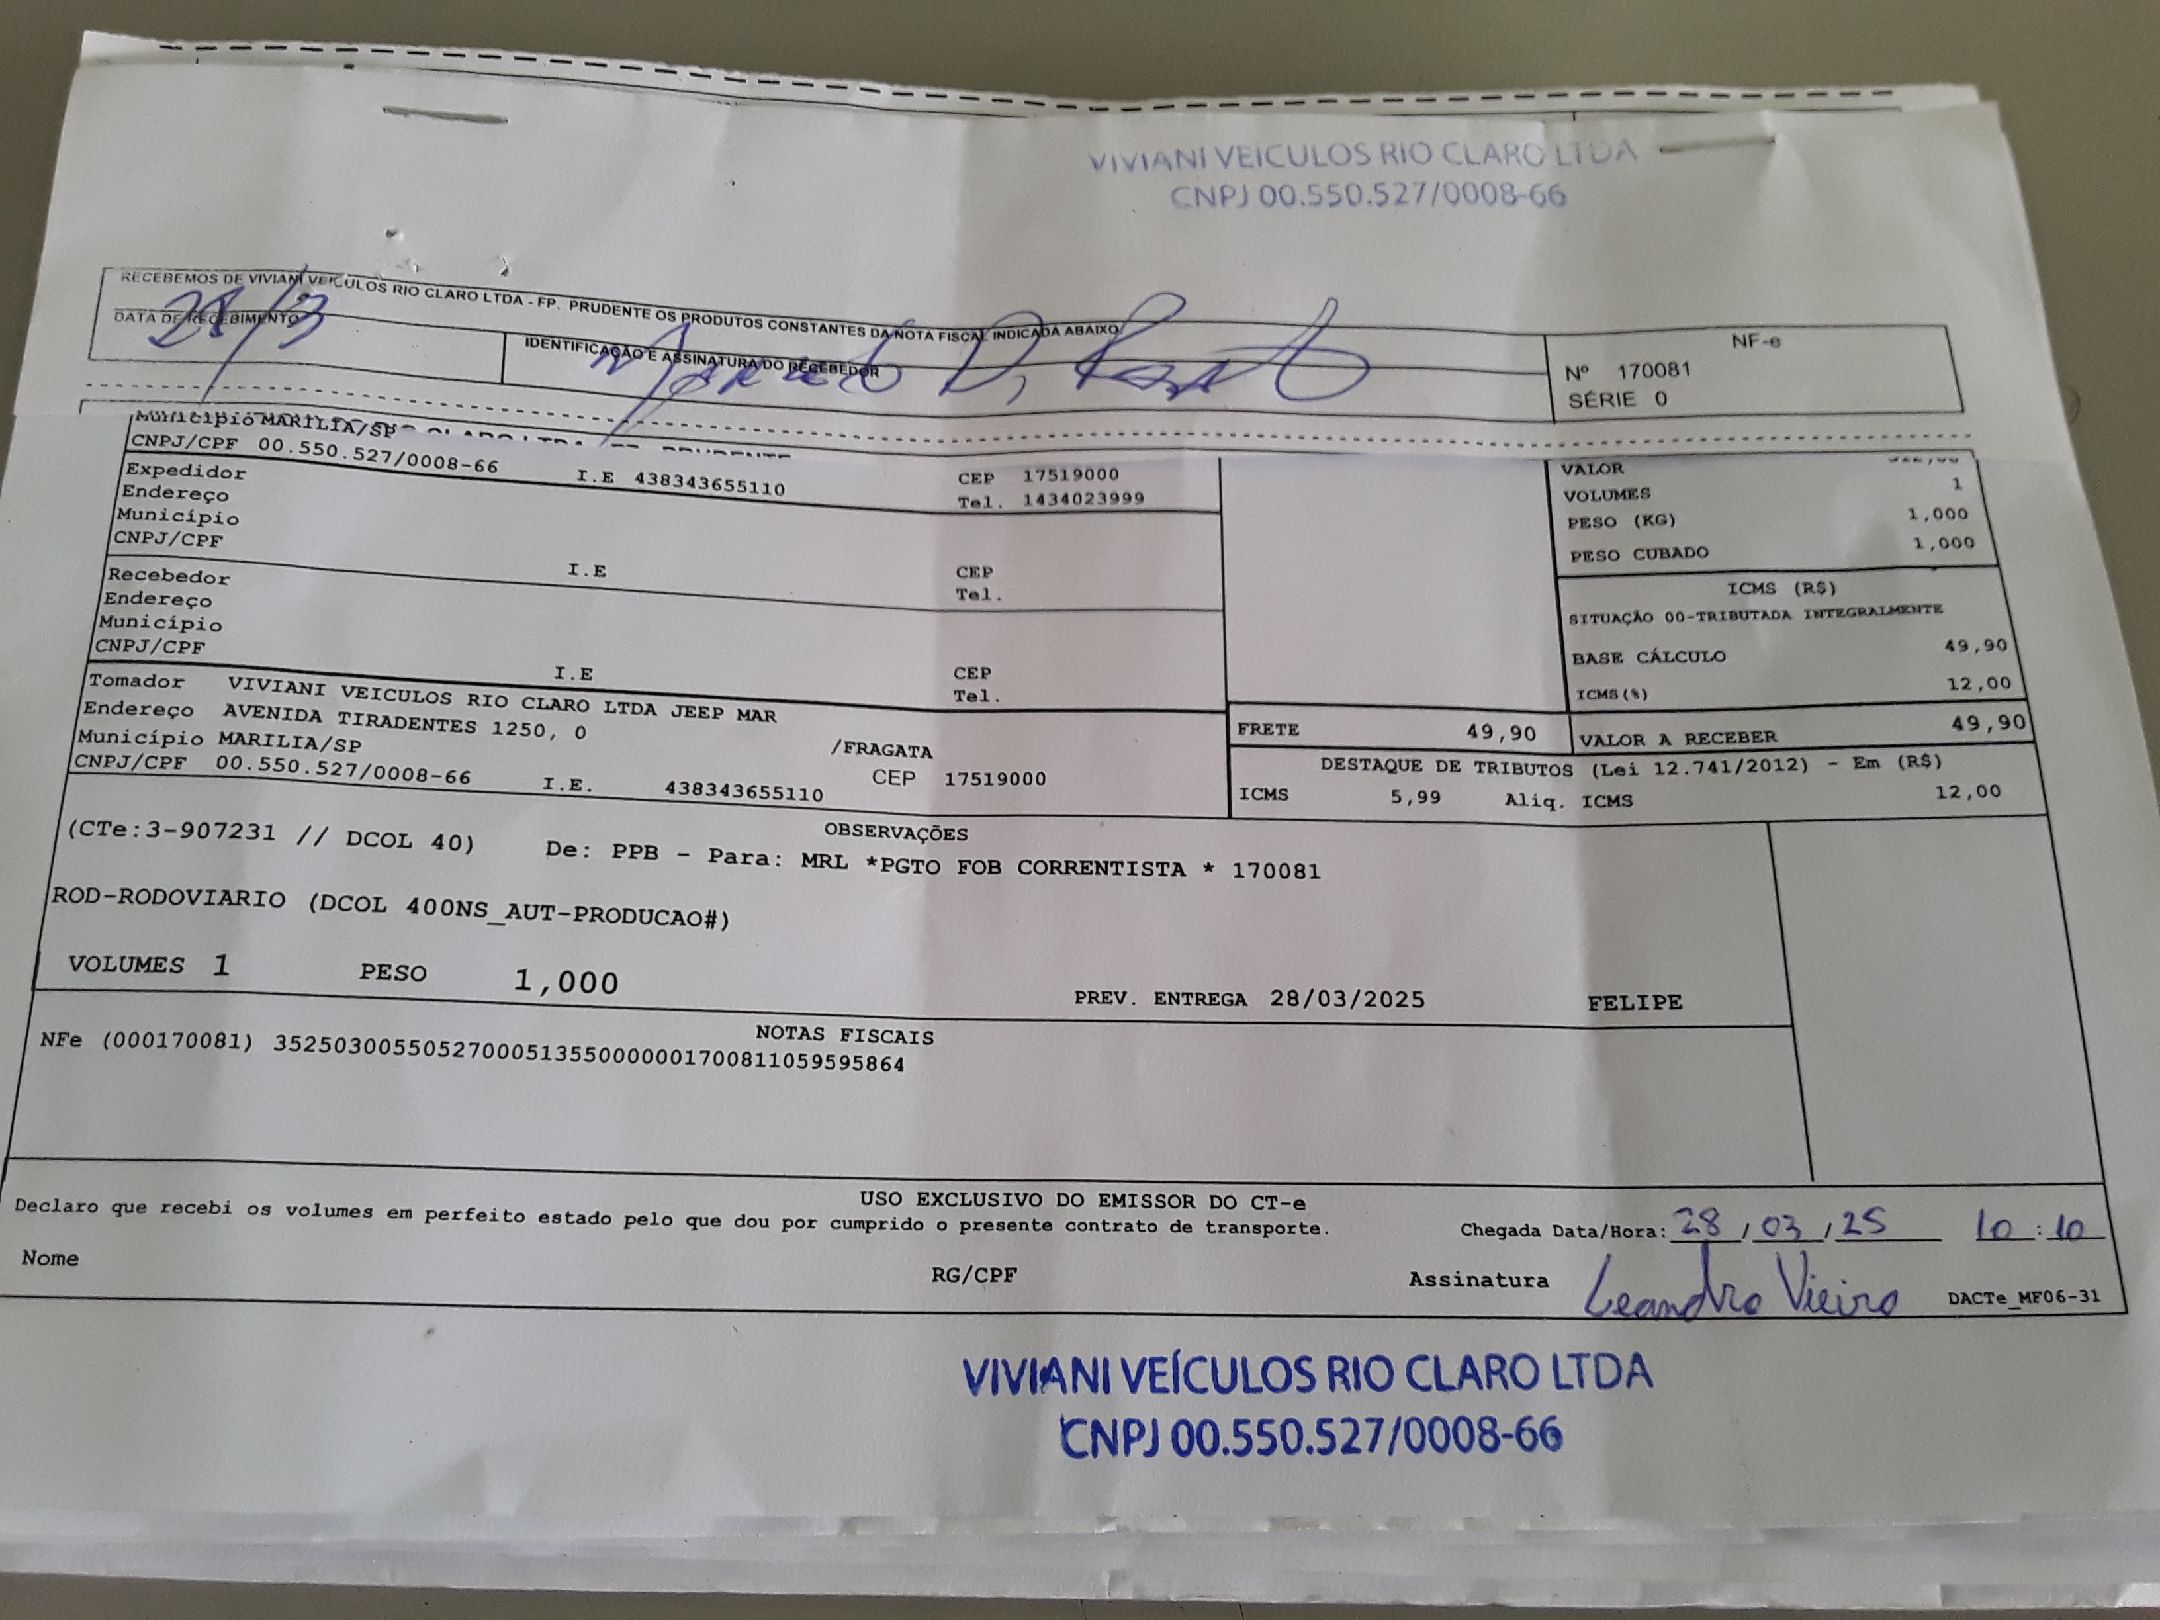 VIVIANI VEICULOS RIO CLARO LTDA
CNPJ 00.550.527/0008-66
RECEBEMOS DE VIVIANI VEICULOS RIO CLARO LTDA - FP. PRUDENTE OS PRODUTOS CONSTANTES DA NOTA FISCAL INDICADA ABAIXO
DATA DE RECEBIMENTO
28/3
IDENTIFICAÇÃO E ASSINATURA DO RECEBEDOR
NF-e
Nº 170081
SÉRIE 0
Município MARILIA/SP
CNPJ/CPF 00.550.527/0008-66 I.E 438343655110 CEP 17519000
Tel. 1434023999
Expedidor
Endereço
Município
CNPJ/CPF I.E CEP
Tel.
Recebedor
Endereço
Município
CNPJ/CPF I.E CEP
Tel.
VALOR
VOLUMES 1
PESO (KG) 1,000
PESO CUBADO 1,000
ICMS (R$)
SITUAÇÃO 00-TRIBUTADA INTEGRALMENTE
BASE CÁLCULO 49,90
ICMS(%) 12,00
Tomador VIVIANI VEICULOS RIO CLARO LTDA JEEP MAR
Endereço AVENIDA TIRADENTES 1250, 0 /FRAGATA
Município MARILIA/SP CEP 17519000
CNPJ/CPF 00.550.527/0008-66 I.E. 438343655110
FRETE 49,90 VALOR A RECEBER 49,90
DESTAQUE DE TRIBUTOS (Lei 12.741/2012) - Em (R$)
ICMS 5,99 Aliq. ICMS 12,00
OBSERVAÇÕES
(CTe:3-907231 // DCOL 40) De: PPB - Para: MRL *PGTO FOB CORRENTISTA * 170081
ROD-RODOVIARIO (DCOL 400NS_AUT-PRODUCAO#)
VOLUMES 1 PESO 1,000 PREV. ENTREGA 28/03/2025 FELIPE
NOTAS FISCAIS
NFe (000170081) 35250300550527000513550000001700811059595864
USO EXCLUSIVO DO EMISSOR DO CT-e
Declaro que recebi os volumes em perfeito estado pelo que dou por cumprido o presente contrato de transporte.
Chegada Data/Hora: 28/03/25 10:10
Nome RG/CPF Assinatura Leandro Vieira DACTe_MF06-31
VIVIANI VEÍCULOS RIO CLARO LTDA
CNPJ 00.550.527/0008-66